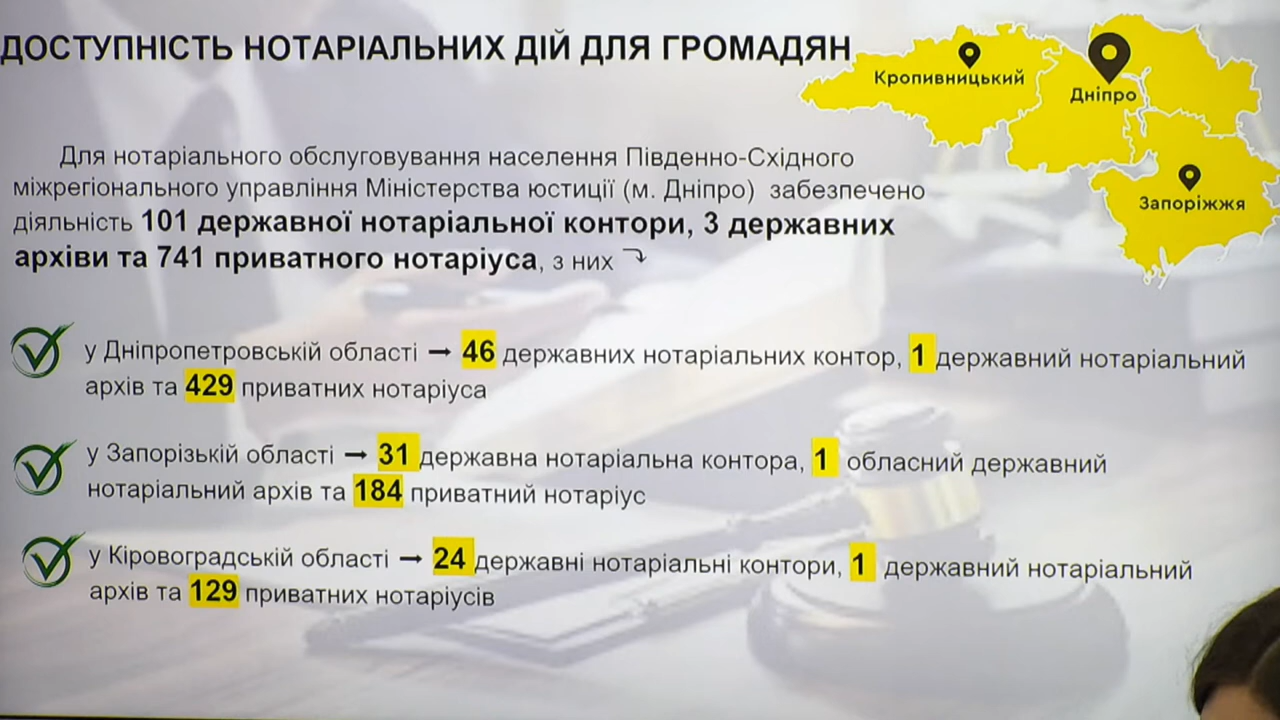 ДОСТУПНІСТЬ НОТАРІАЛЬНИХ ДІЙ ДЛЯ ГРОМАДЯН
Кропивницький
Дніпро
Запоріжжя
Для нотаріального обслуговування населення Південно-Східного
міжрегіонального управління Міністерства юстиції (м. Дніпро) забезпечено
діяльність 101 державної нотаріальної контори, 3 державних
архіви та 741 приватного нотаріуса, з них
у Дніпропетровській області → 46 державних нотаріальних контор, 1 державний нотаріальний
архів та 429 приватних нотаріуса
у Запорізькій області → 31 державна нотаріальна контора, 1 обласний державний
нотаріальний архів та 184 приватний нотаріус
у Кіровоградській області → 24 державні нотаріальні контори, 1 державний нотаріальний
архів та 129 приватних нотаріусів